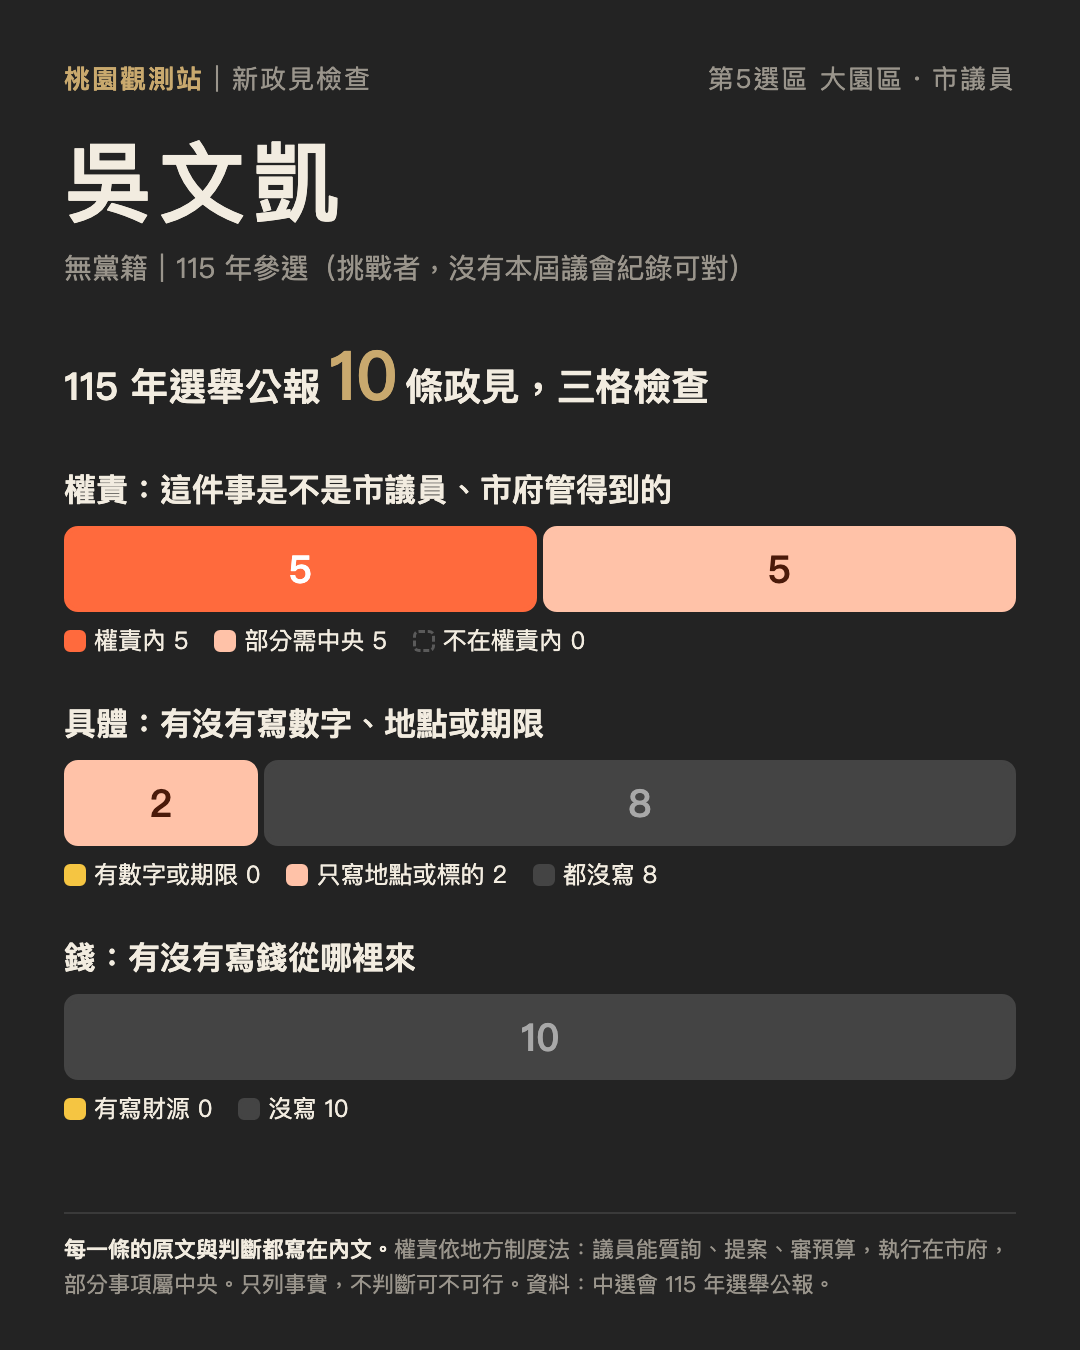 桃園觀測站｜新政見檢查
第5選區 大園區・市議員
吳文凱
無黨籍｜115 年參選（挑戰者，沒有本屆議會紀錄可對）
115 年選舉公報 10 條政見，三格檢查
權責：這件事是不是市議員、市府管得到的
5 5
權責內 5 部分需中央 5 不在權責內 0
具體：有沒有寫數字、地點或期限
2 8
有數字或期限 0 只寫地點或標的 2 都沒寫 8
錢：有沒有寫錢從哪裡來
10
有寫財源 0 沒寫 10
每一條的原文與判斷都寫在內文。權責依地方制度法：議員能質詢、提案、審預算，執行在市府，
部分事項屬中央。只列事實，不判斷可不可行。資料：中選會 115 年選舉公報。